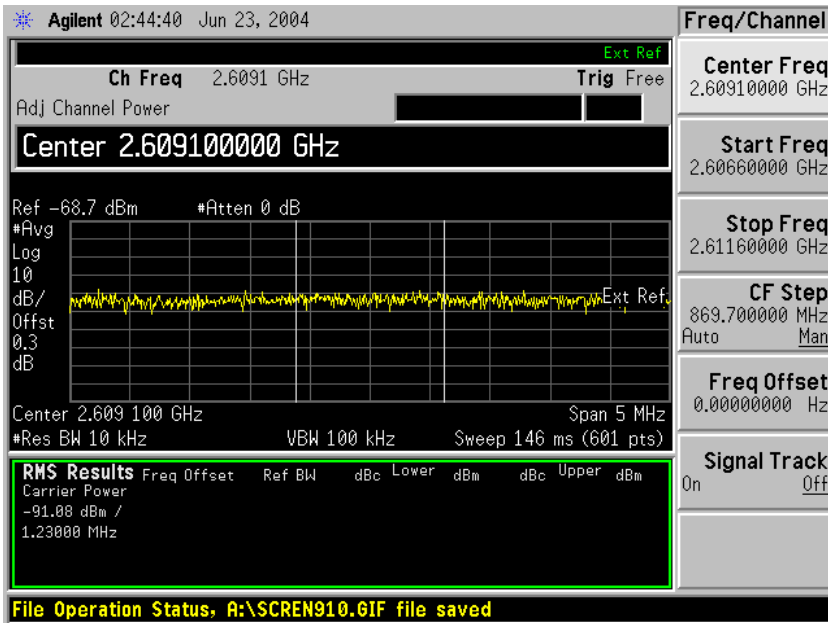 Agilent 02:44:40 Jun 23, 2004
Freq/Channel
Ext Ref
Ch Freq 2.6091 GHz Trig Free
Adj Channel Power
Center 2.609100000 GHz
Ref -68.7 dBm #Atten 0 dB
#Avg
Log
10
dB/
Offst
0.3
dB
Ext Ref
Center 2.609 100 GHz Span 5 MHz
#Res BW 10 kHz VBW 100 kHz Sweep 146 ms (601 pts)
RMS Results Freq Offset Ref BW dBc Lower dBm dBc Upper dBm
Carrier Power
-91.08 dBm /
1.23000 MHz
Center Freq
2.60910000 GHz
Start Freq
2.60660000 GHz
Stop Freq
2.61160000 GHz
CF Step
869.700000 MHz
Auto Man
Freq Offset
0.00000000 Hz
Signal Track
On Off
File Operation Status, A:\SCREN910.GIF file saved